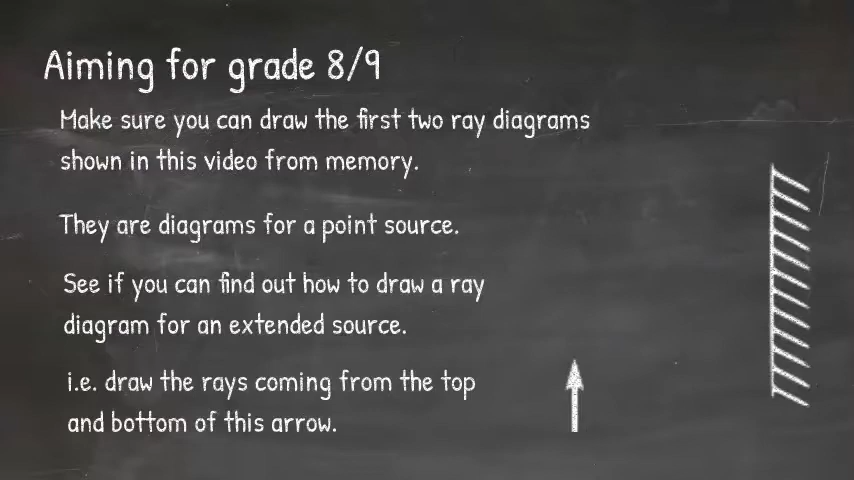 Aiming for grade 8/9
Make sure you can draw the first two ray diagrams
shown in this video from memory.
They are diagrams for a point source.
See if you can find out how to draw a ray
diagram for an extended source.
i.e. draw the rays coming from the top
and bottom of this arrow.